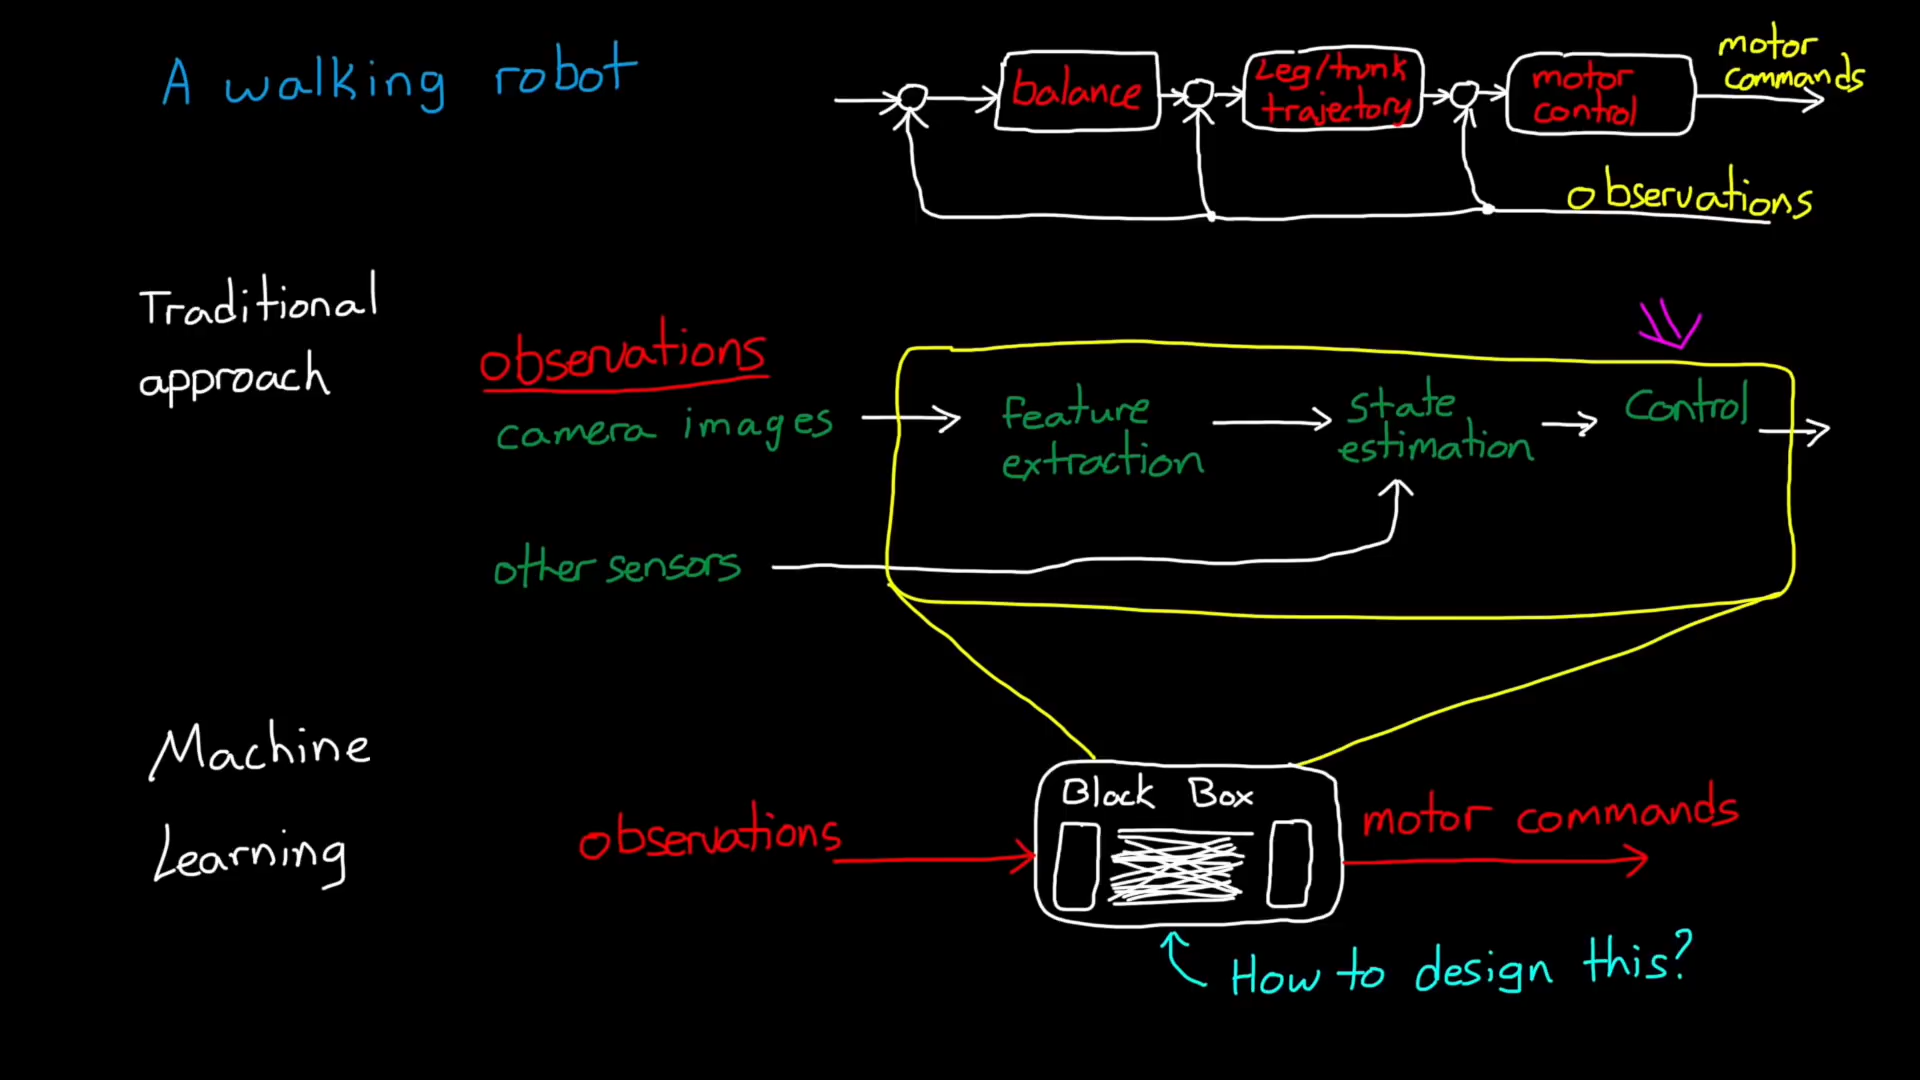 A walking robot
balance
Leg/trunk
trajectory
motor
control
motor
commands
observations
Traditional
approach
observations
camera images
feature
extraction
State
estimation
Control
other sensors
Machine
Learning
observations
Black Box
motor commands
How to design this?